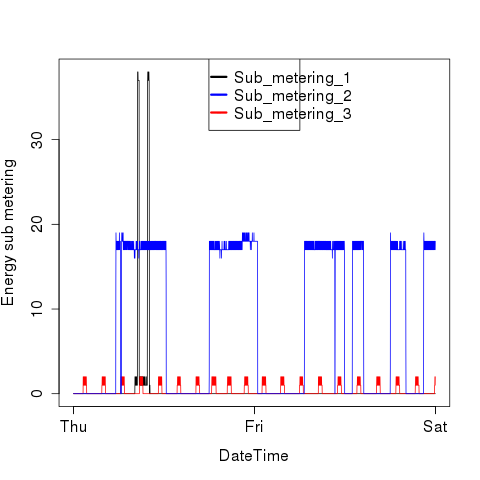 Sub_metering_1
Sub_metering_2
Sub_metering_3
Energy sub metering
30
20
10
0
Thu
Fri
Sat
DateTime